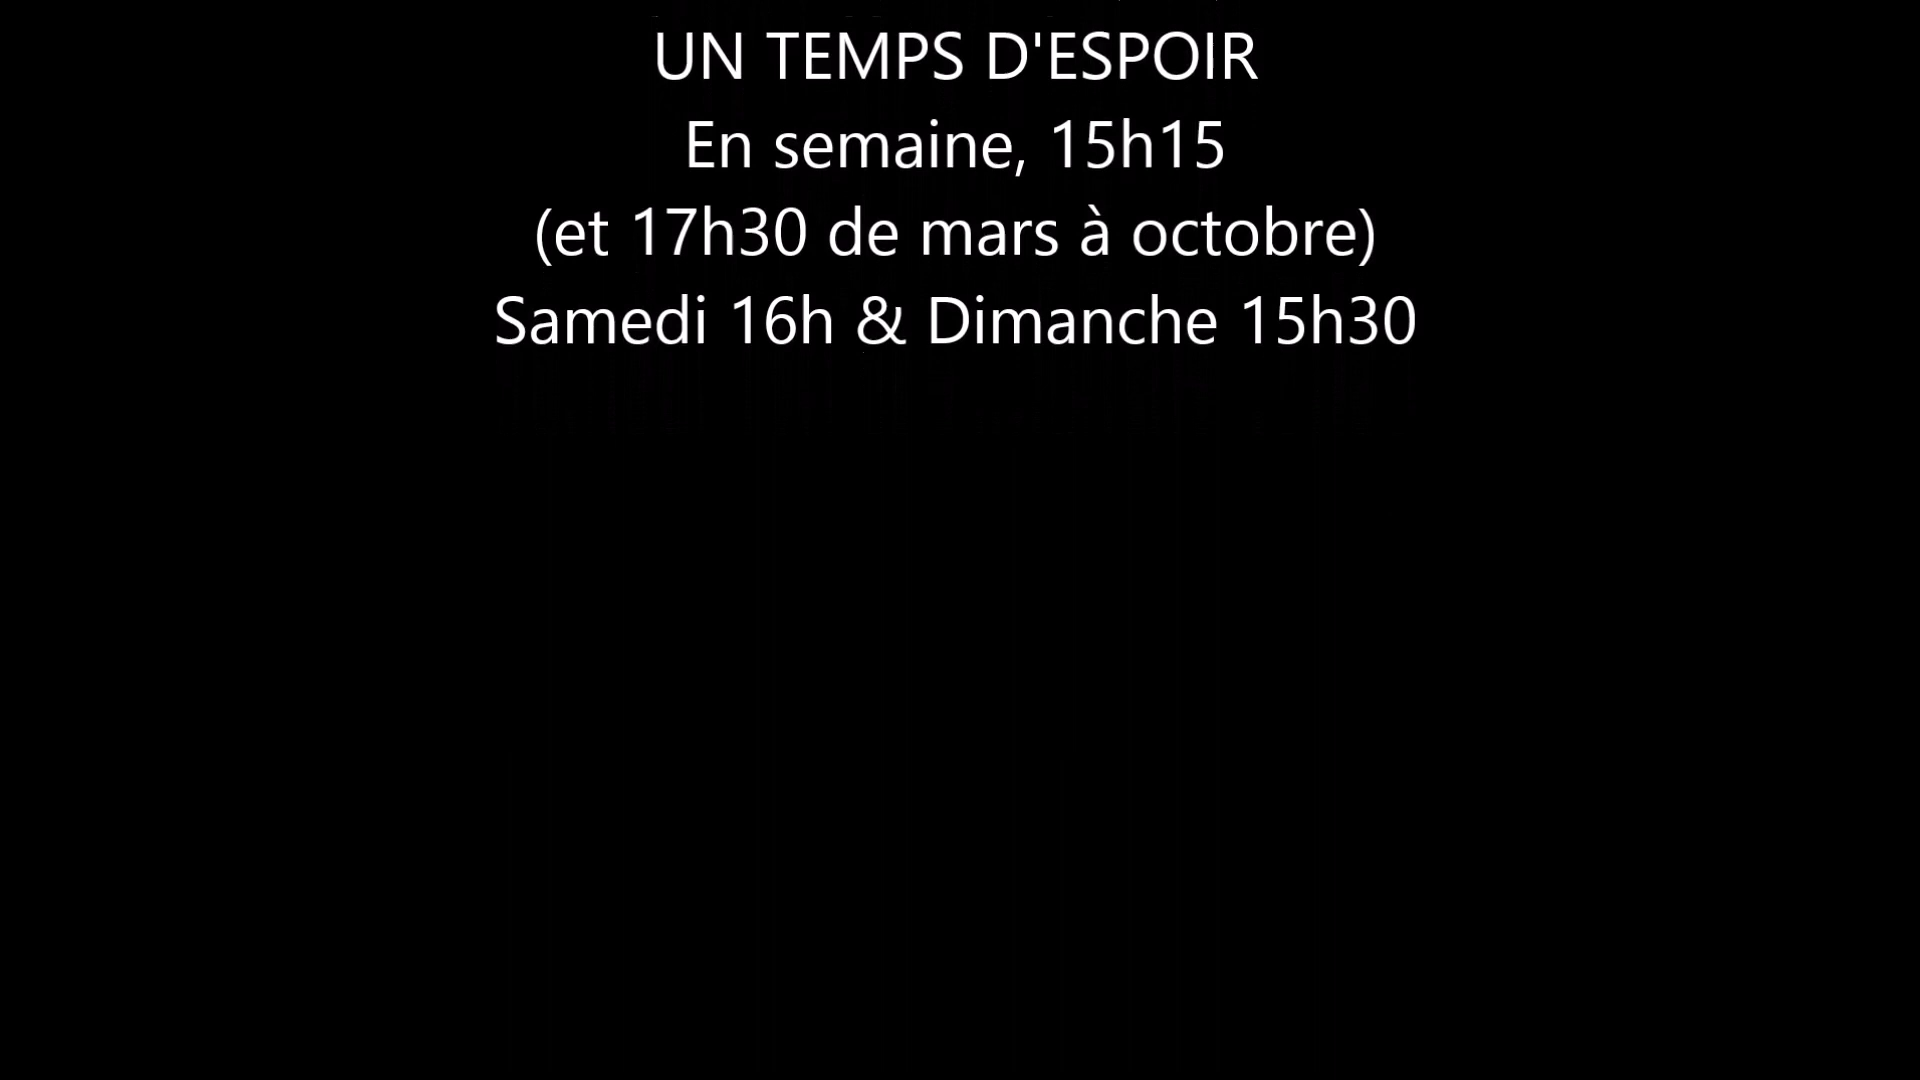 UN TEMPS D'ESPOIR
En semaine, 15h15
(et 17h30 de mars à octobre)
Samedi 16h & Dimanche 15h30